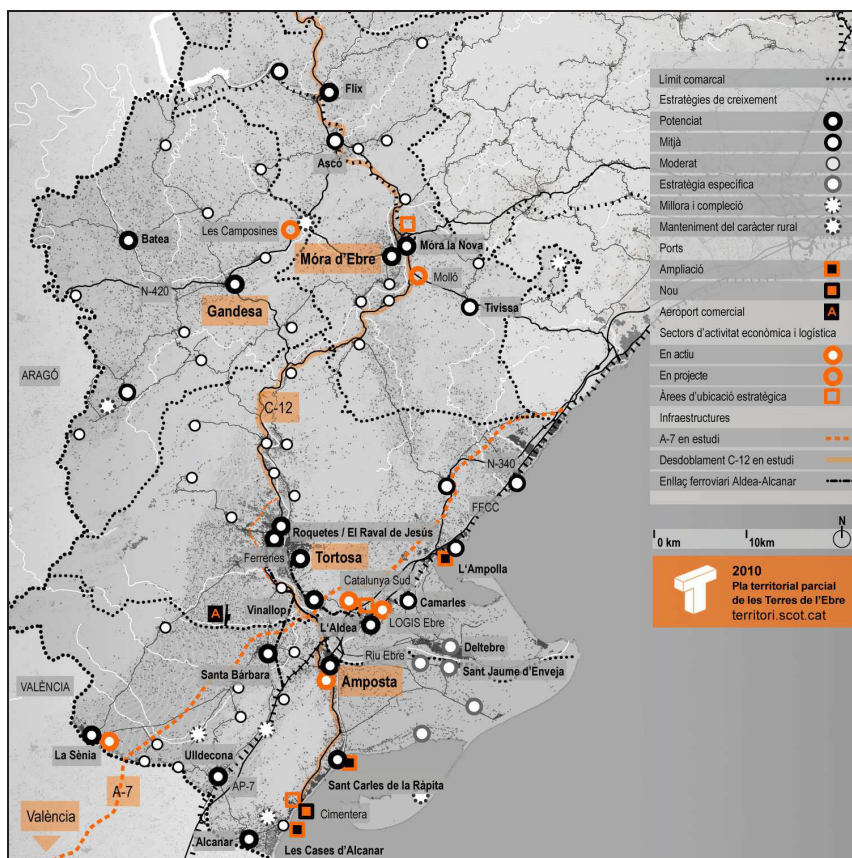 Flix
Ascó
Les Camposines
Batea
Móra la Nova
Móra d'Ebre
Molló
N-420
Gandesa
Tivissa
ARAGÓ
C-12
N-340
FFCC
Roquetes / El Raval de Jesús
Ferreries
Tortosa
L'Ampolla
Catalunya Sud
Vinallop
Camarles
A
LOGIS Ebre
L'Aldea
Deltebre
Riu Ebre
Santa Bàrbara
Sant Jaume d'Enveja
VALÈNCIA
Amposta
La Sènia
Ulldecona
AP-7
A-7
Sant Carles de la Ràpita
València
Cimentera
Alcanar
Les Cases d'Alcanar
Límit comarcal
Estratègies de creixement
Potenciat
Mitjà
Moderat
Estratègia específica
Millora i compleció
Manteniment del caràcter rural
Ports
Ampliació
Nou
Aeroport comercial
A
Sectors d'activitat econòmica i logística
En actiu
En projecte
Àrees d'ubicació estratègica
Infraestructures
A-7 en estudi
Desdoblament C-12 en estudi
Enllaç ferroviari Aldea-Alcanar
N
0 km
10km
2010
Pla territorial parcial
de les Terres de l'Ebre
territori.scot.cat